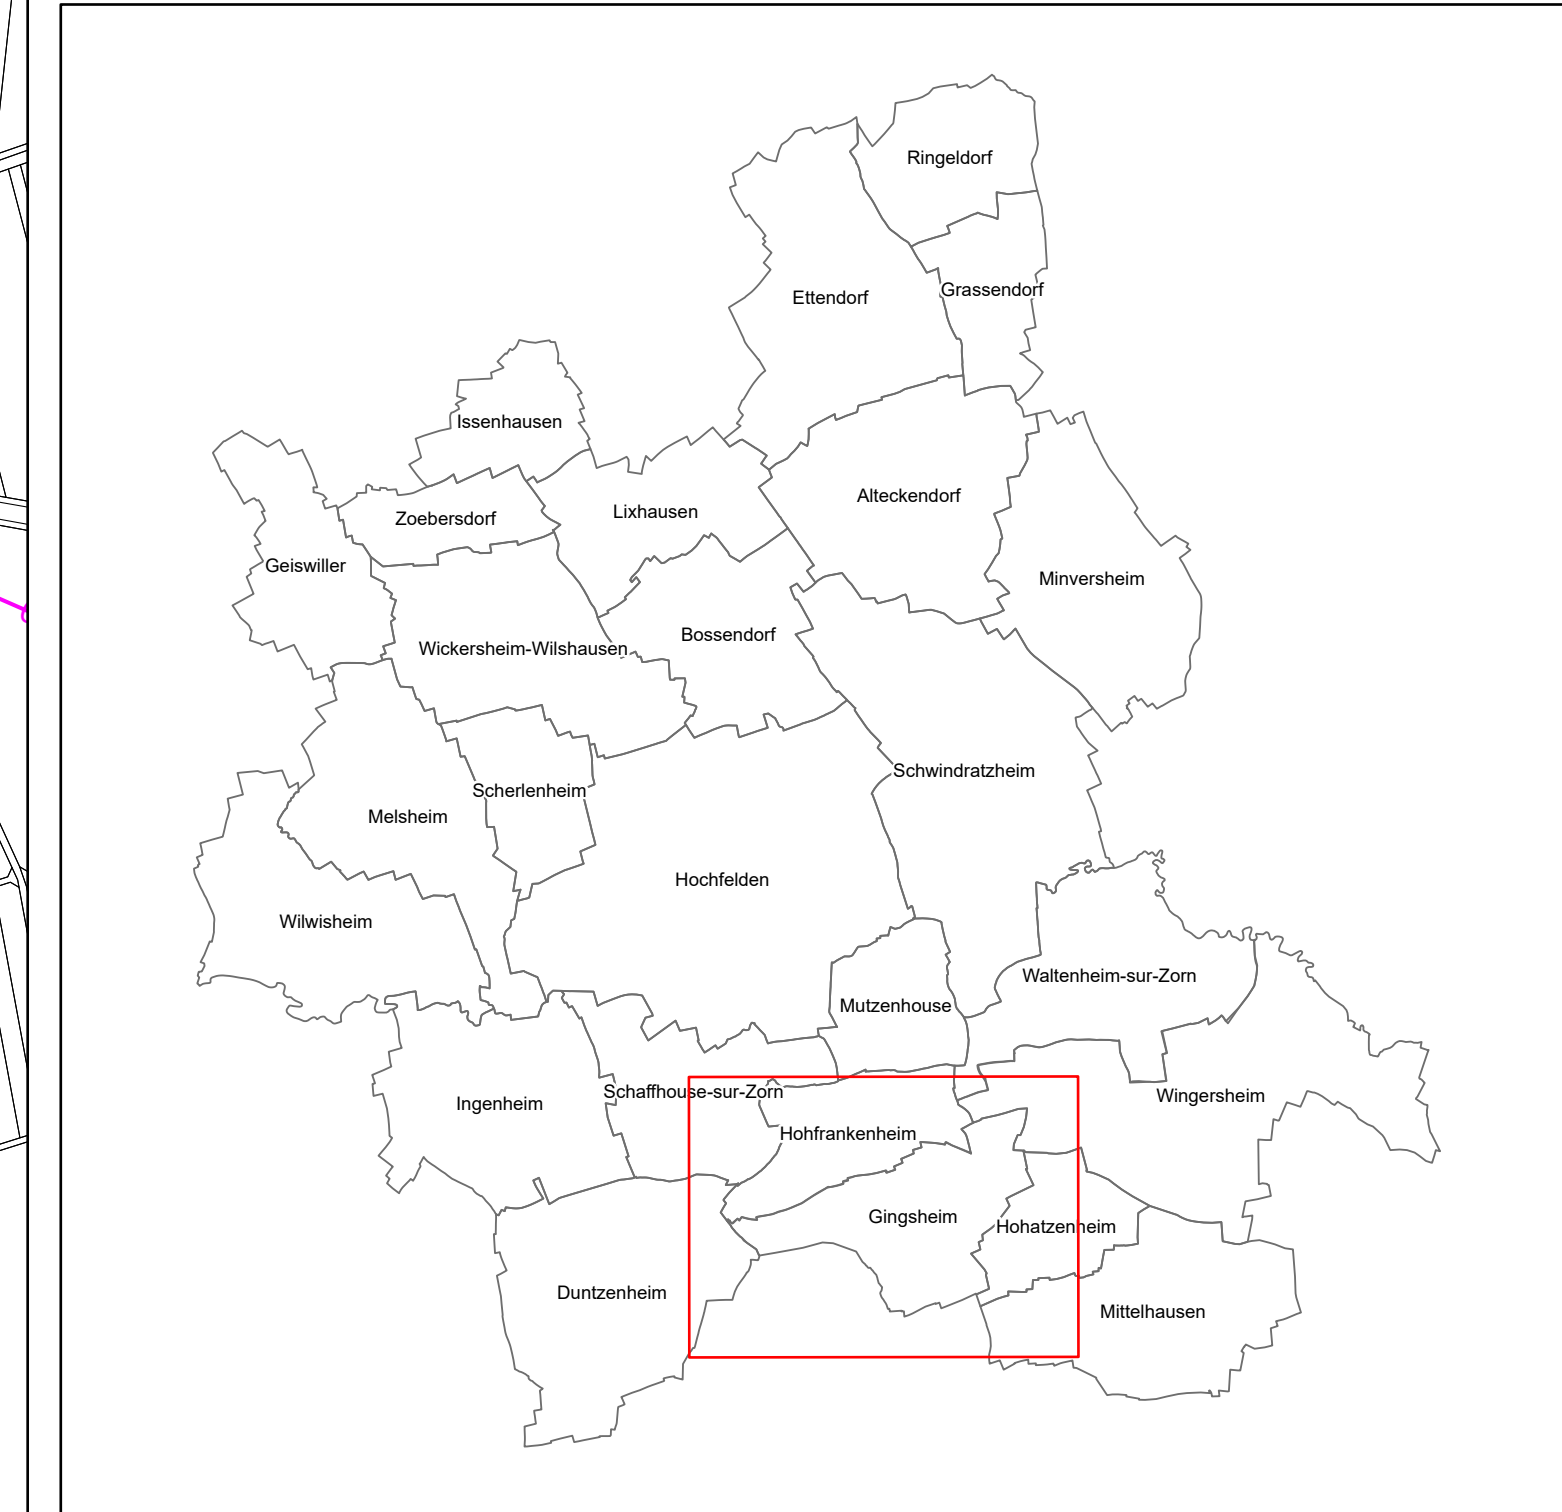 Ringeldorf
Grassendorf
Ettendorf
Issenhausen
Alteckendorf
Lixhausen
Zoebersdorf
Geiswiller
Minversheim
Bossendorf
Wickersheim-Wilshausen
Schwindratzheim
Scherlenheim
Melsheim
Hochfelden
Wilwisheim
Waltenheim-sur-Zorn
Mutzenhouse
Schaffhouse-sur-Zorn
Wingersheim
Ingenheim
Hohfrankenheim
Gingsheim
Hohatzenheim
Duntzenheim
Mittelhausen